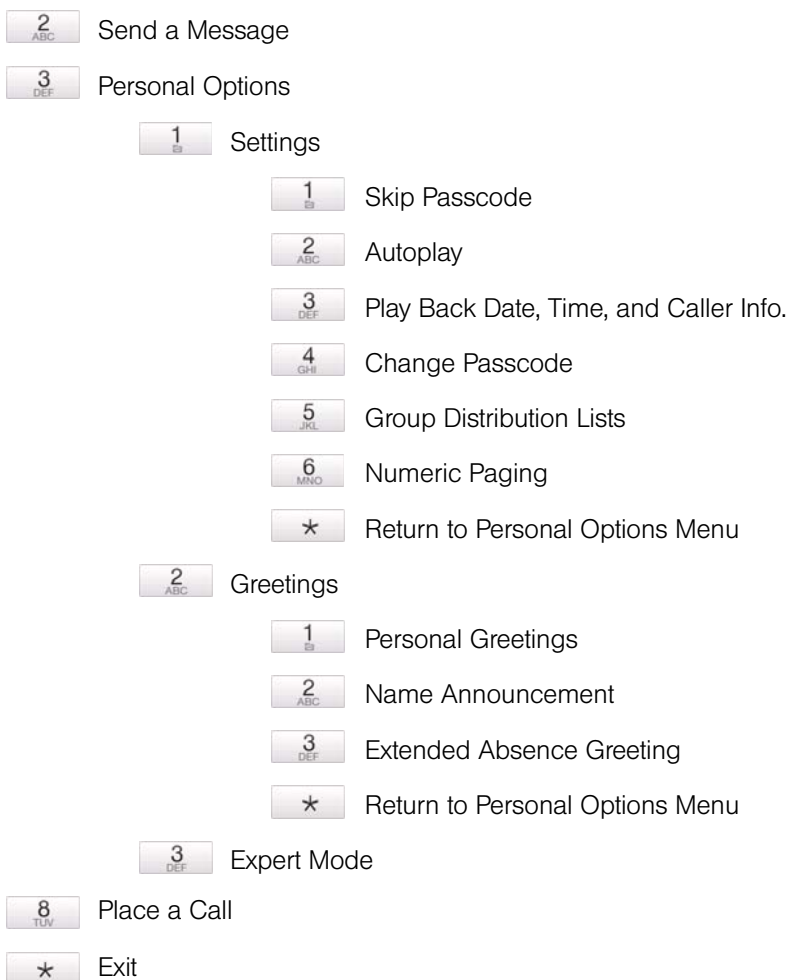 2 ABC Send a Message
3 DEF Personal Options
1 Settings
1 Skip Passcode
2 ABC Autoplay
3 DEF Play Back Date, Time, and Caller Info.
4 GHI Change Passcode
5 JKL Group Distribution Lists
6 MNO Numeric Paging
* Return to Personal Options Menu
2 ABC Greetings
1 Personal Greetings
2 ABC Name Announcement
3 DEF Extended Absence Greeting
* Return to Personal Options Menu
3 DEF Expert Mode
8 TUV Place a Call
* Exit